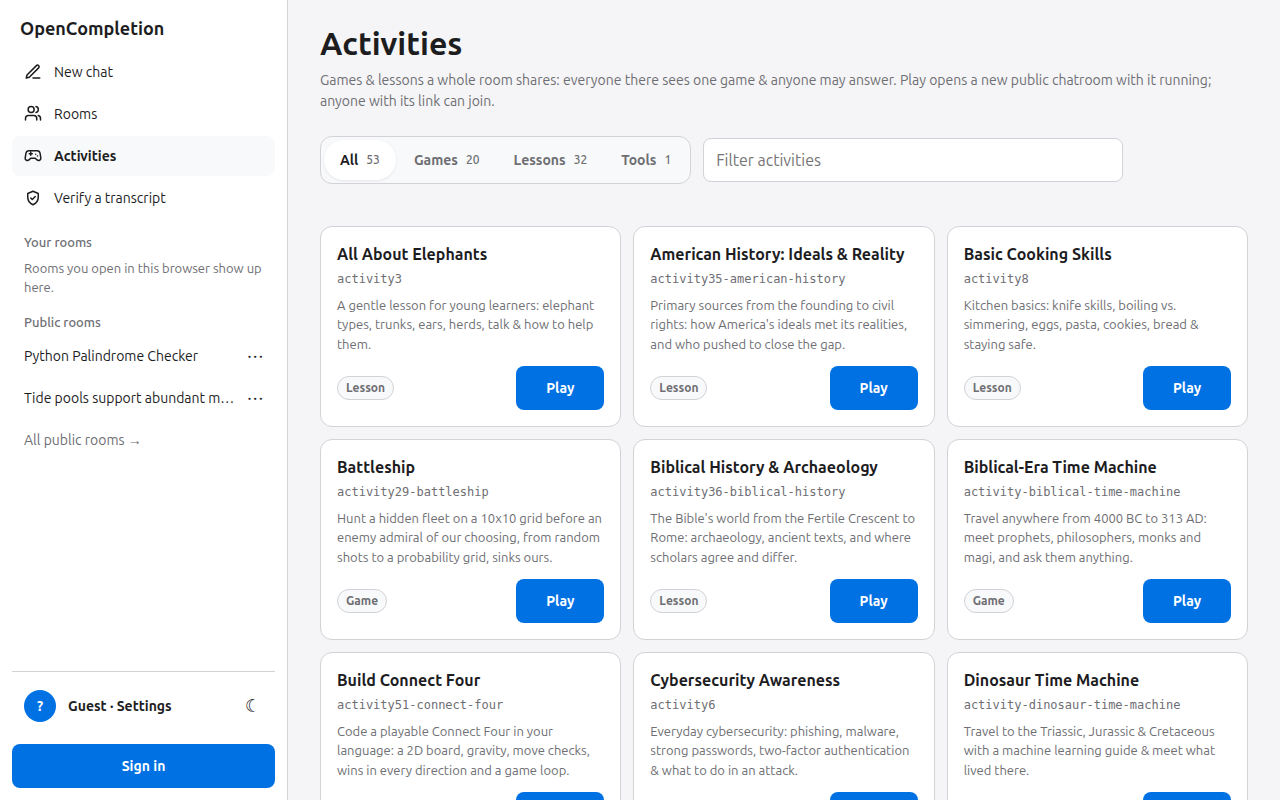 OpenCompletion
New chat
Rooms
Activities
Verify a transcript
Your rooms
Rooms you open in this browser show up
here.
Public rooms
Python Palindrome Checker ···
Tide pools support abundant m... ···
All public rooms →
? Guest · Settings
Sign in
Activities
Games & lessons a whole room shares: everyone there sees one game & anyone may answer. Play opens a new public chatroom with it running;
anyone with its link can join.
All 53 Games 20 Lessons 32 Tools 1 Filter activities
All About Elephants
activity3
A gentle lesson for young learners: elephant
types, trunks, ears, herds, talk & how to help
them.
Lesson Play
American History: Ideals & Reality
activity35-american-history
Primary sources from the founding to civil
rights: how America's ideals met its realities,
and who pushed to close the gap.
Lesson Play
Basic Cooking Skills
activity8
Kitchen basics: knife skills, boiling vs.
simmering, eggs, pasta, cookies, bread &
staying safe.
Lesson Play
Battleship
activity29-battleship
Hunt a hidden fleet on a 10x10 grid before an
enemy admiral of our choosing, from random
shots to a probability grid, sinks ours.
Game Play
Biblical History & Archaeology
activity36-biblical-history
The Bible's world from the Fertile Crescent to
Rome: archaeology, ancient texts, and where
scholars agree and differ.
Lesson Play
Biblical-Era Time Machine
activity-biblical-time-machine
Travel anywhere from 4000 BC to 313 AD:
meet prophets, philosophers, monks and
magi, and ask them anything.
Game Play
Build Connect Four
activity51-connect-four
Code a playable Connect Four in your
language: a 2D board, gravity, move checks,
wins in every direction and a game loop.
Cybersecurity Awareness
activity6
Everyday cybersecurity: phishing, malware,
strong passwords, two-factor authentication
& what to do in an attack.
Dinosaur Time Machine
activity-dinosaur-time-machine
Travel to the Triassic, Jurassic & Cretaceous
with a machine learning guide & meet what
lived there.